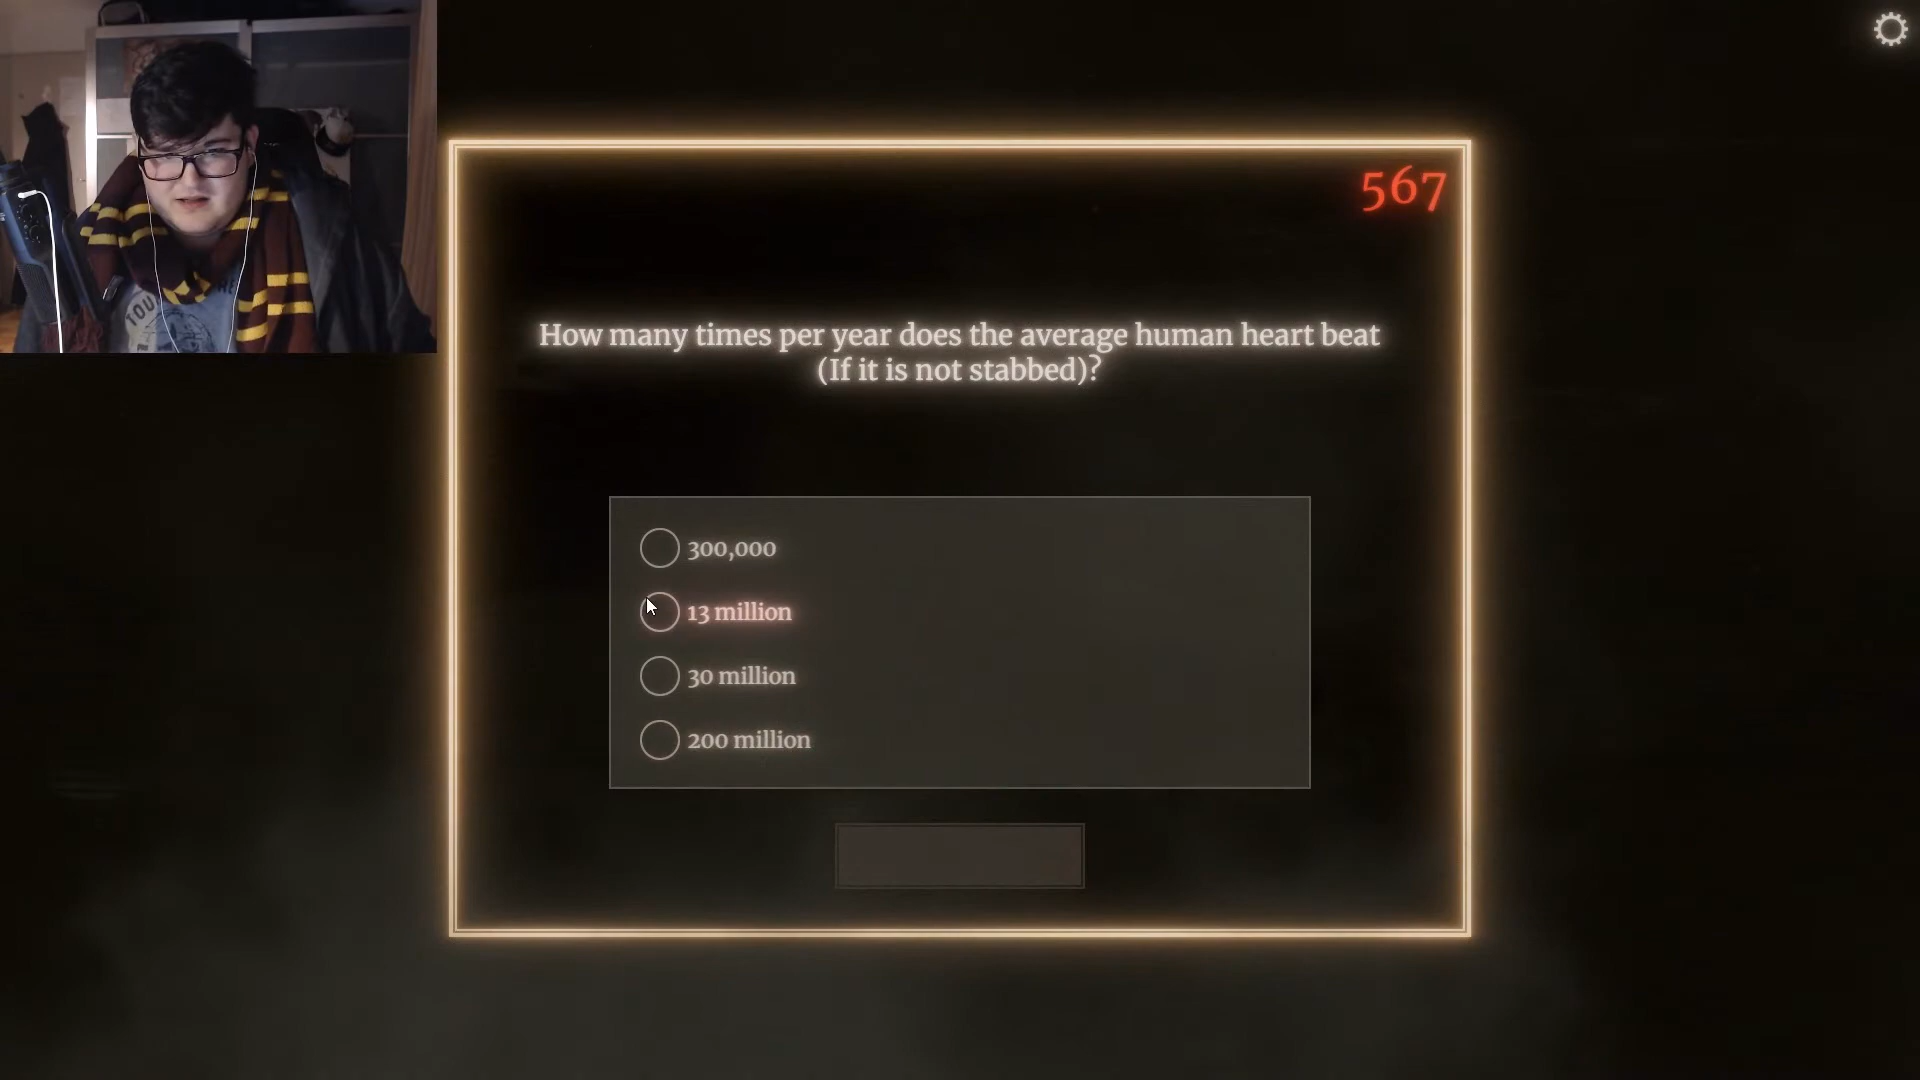 567
How many times per year does the average human heart beat
(If it is not stabbed)?
300,000
13 million
30 million
200 million
TOU